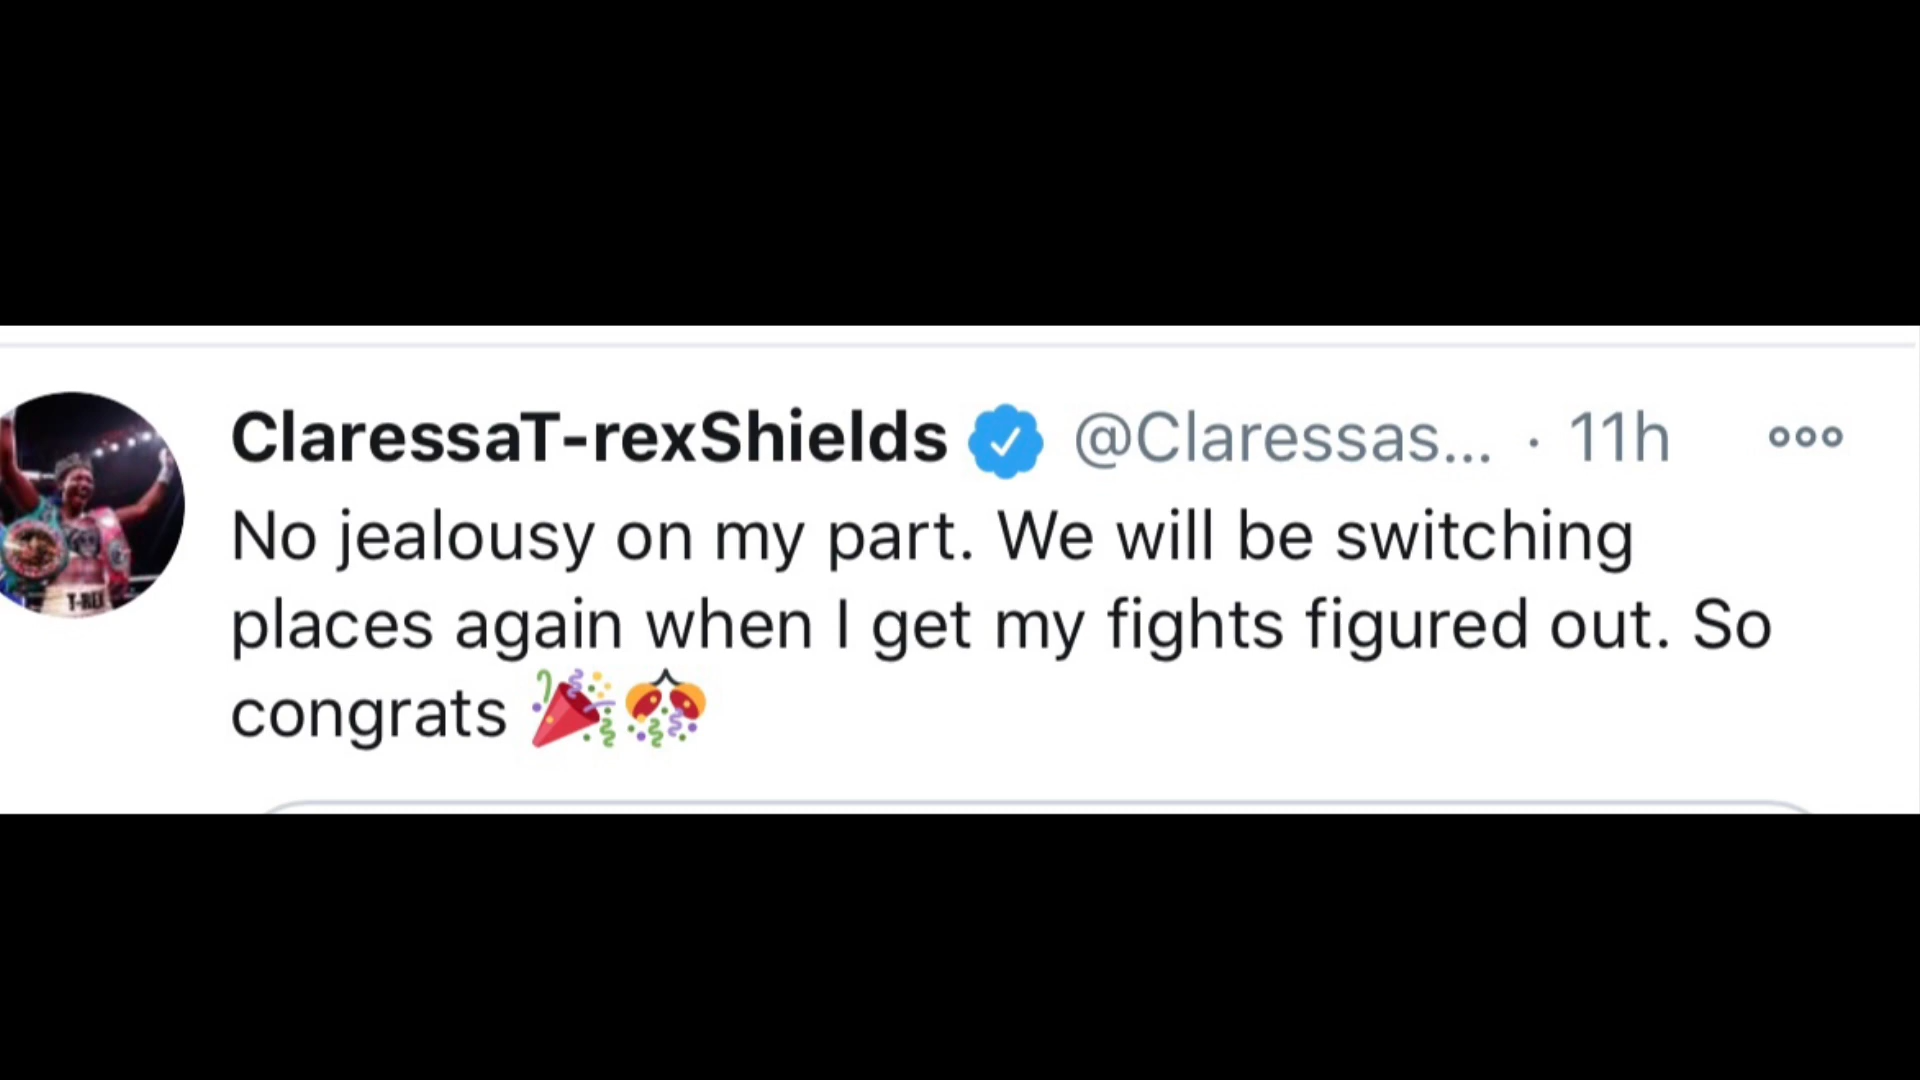 ClaressaT-rexShields @Claressas... · 11h
No jealousy on my part. We will be switching
places again when I get my fights figured out. So
congrats 🎉🎊
T-REX